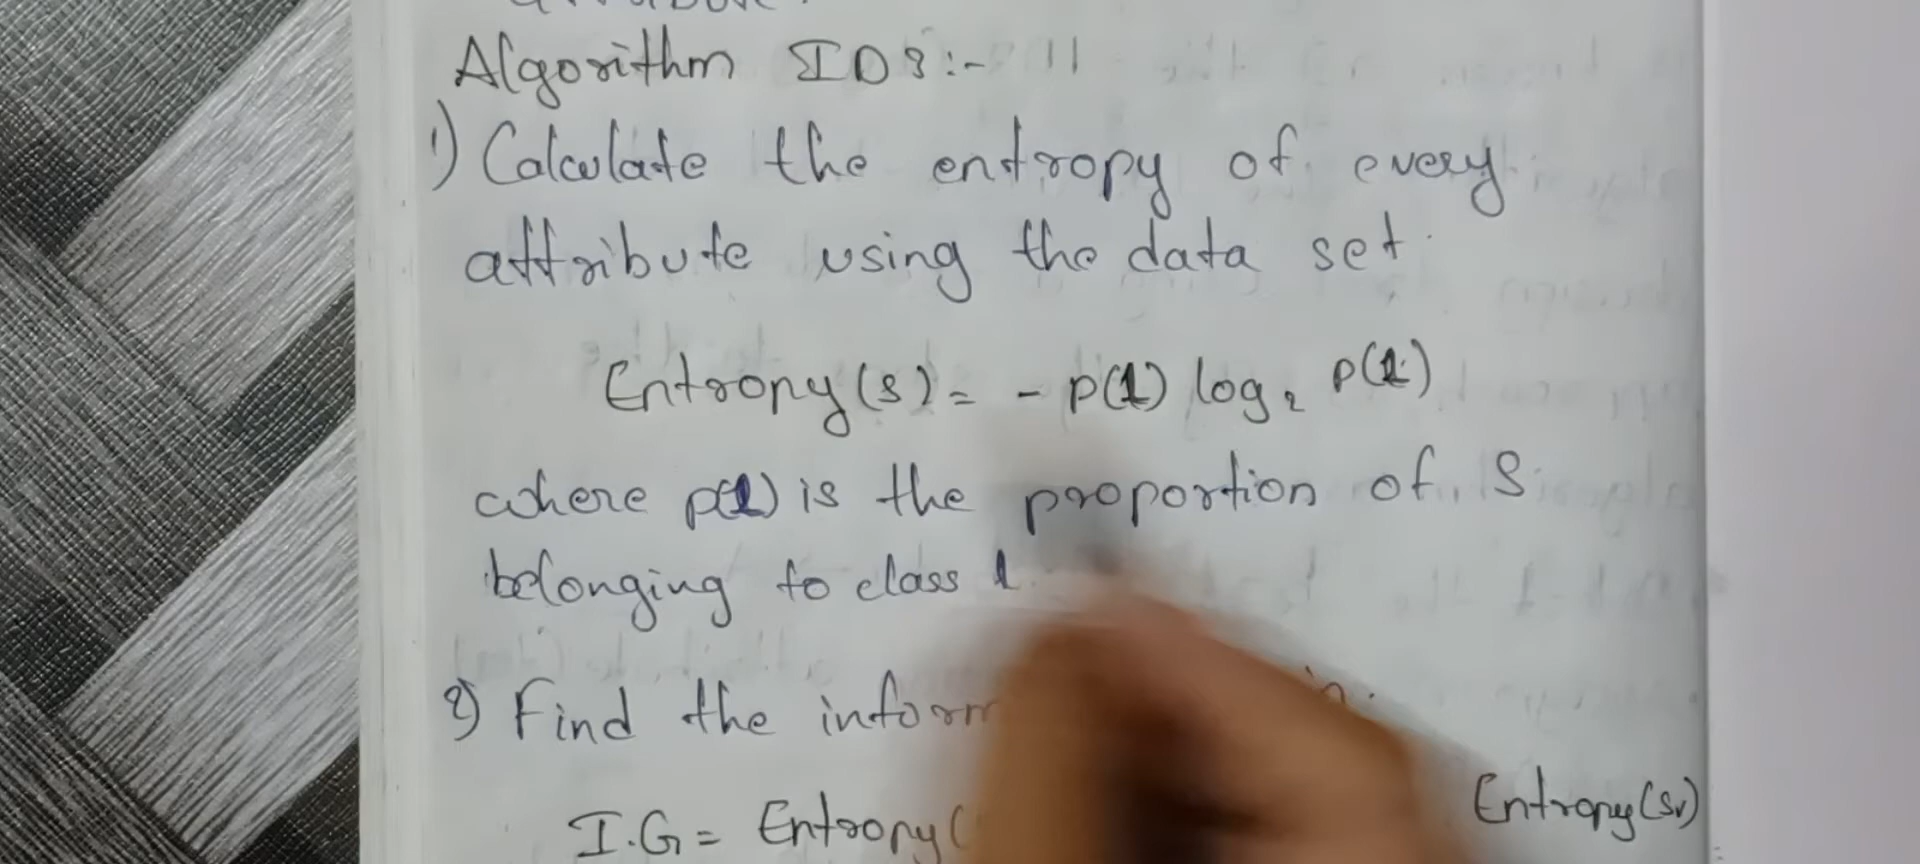 Algorithm ID3:-
1) Calculate the entropy of every
attribute using the data set
Entropy(s) = - p(1) log2 p(1)
where p(1) is the proportion of S
belonging to class 1
2) Find the
I.G = Entropy( Entropy(Sv)